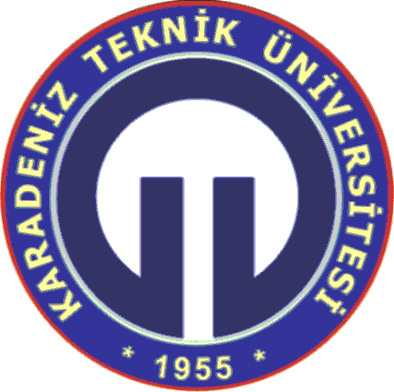 KARADENİZ TEKNİK ÜNİVERSİTESİ
* 1955 *